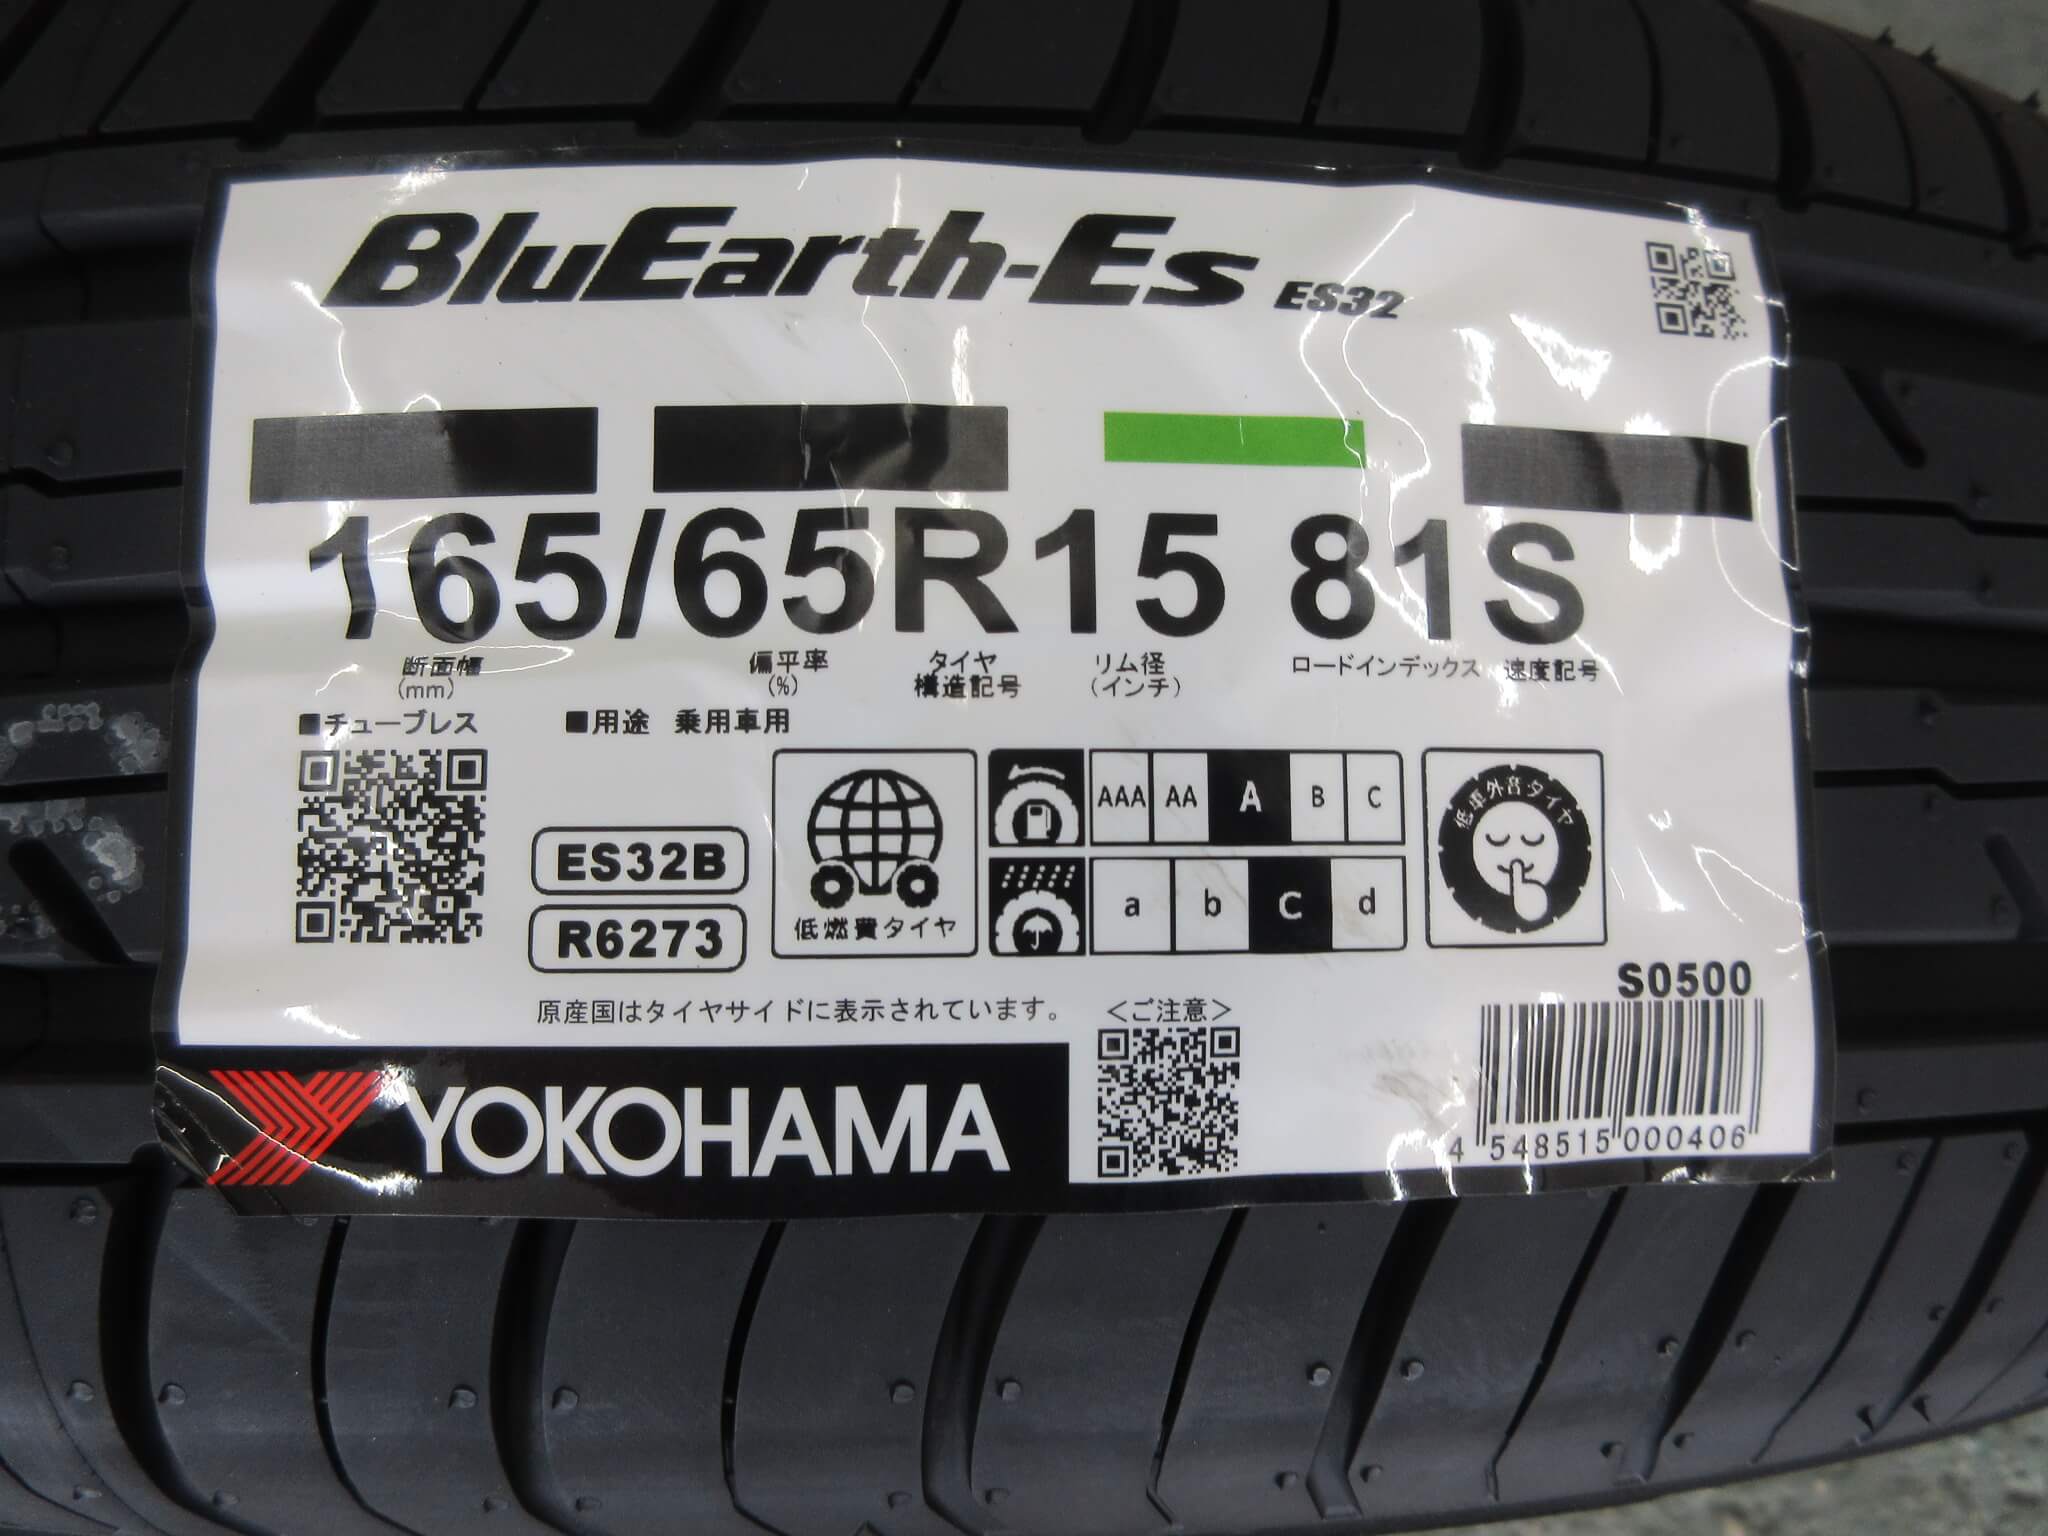 BluEarth-Es ES32
165/65R15 81S
断面幅 偏平率 タイヤ リム径 ロードインデックス 速度記号
(mm) (%) 構造記号 (インチ)
■チューブレス ■用途 乗用車用
AAA AA A B C
低車外音タイヤ
ES32B
a b c d
R6273
低燃費タイヤ
S0500
原産国はタイヤサイドに表示されています。 <ご注意>
YOKOHAMA
4 548515 000406